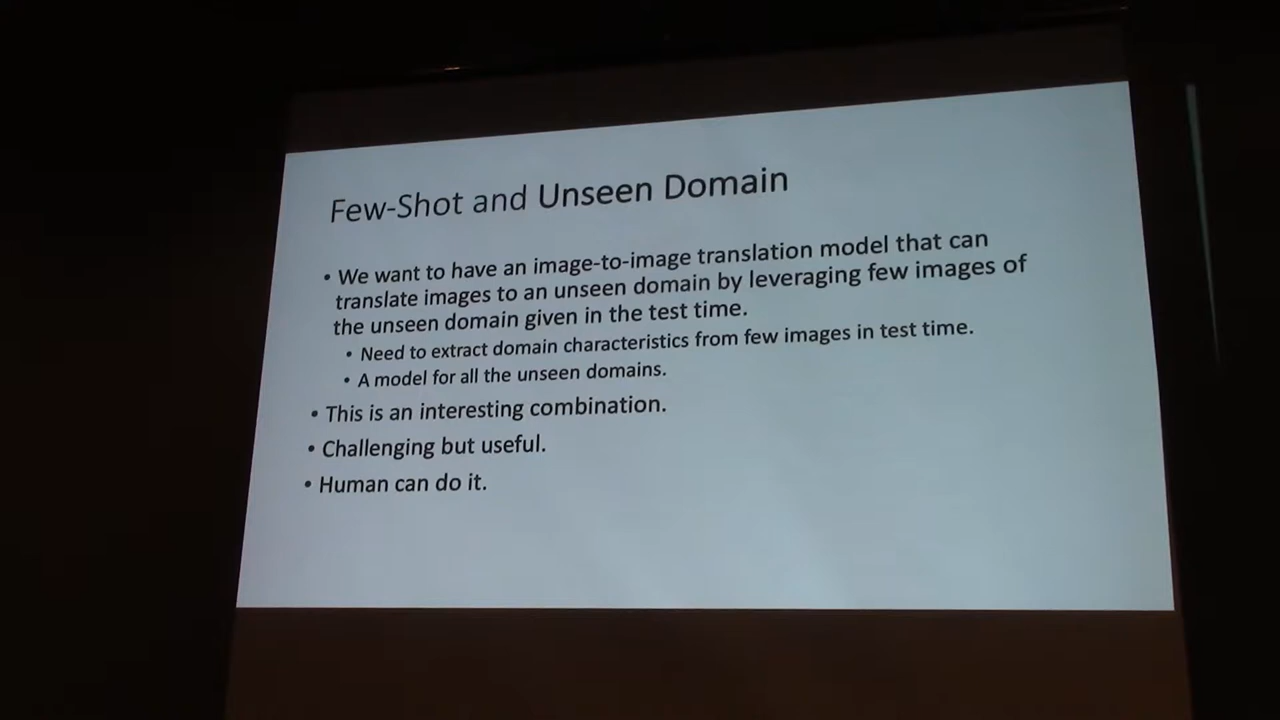 Few-Shot and Unseen Domain
• We want to have an image-to-image translation model that can
translate images to an unseen domain by leveraging few images of
the unseen domain given in the test time.
• Need to extract domain characteristics from few images in test time.
• A model for all the unseen domains.
• This is an interesting combination.
• Challenging but useful.
• Human can do it.